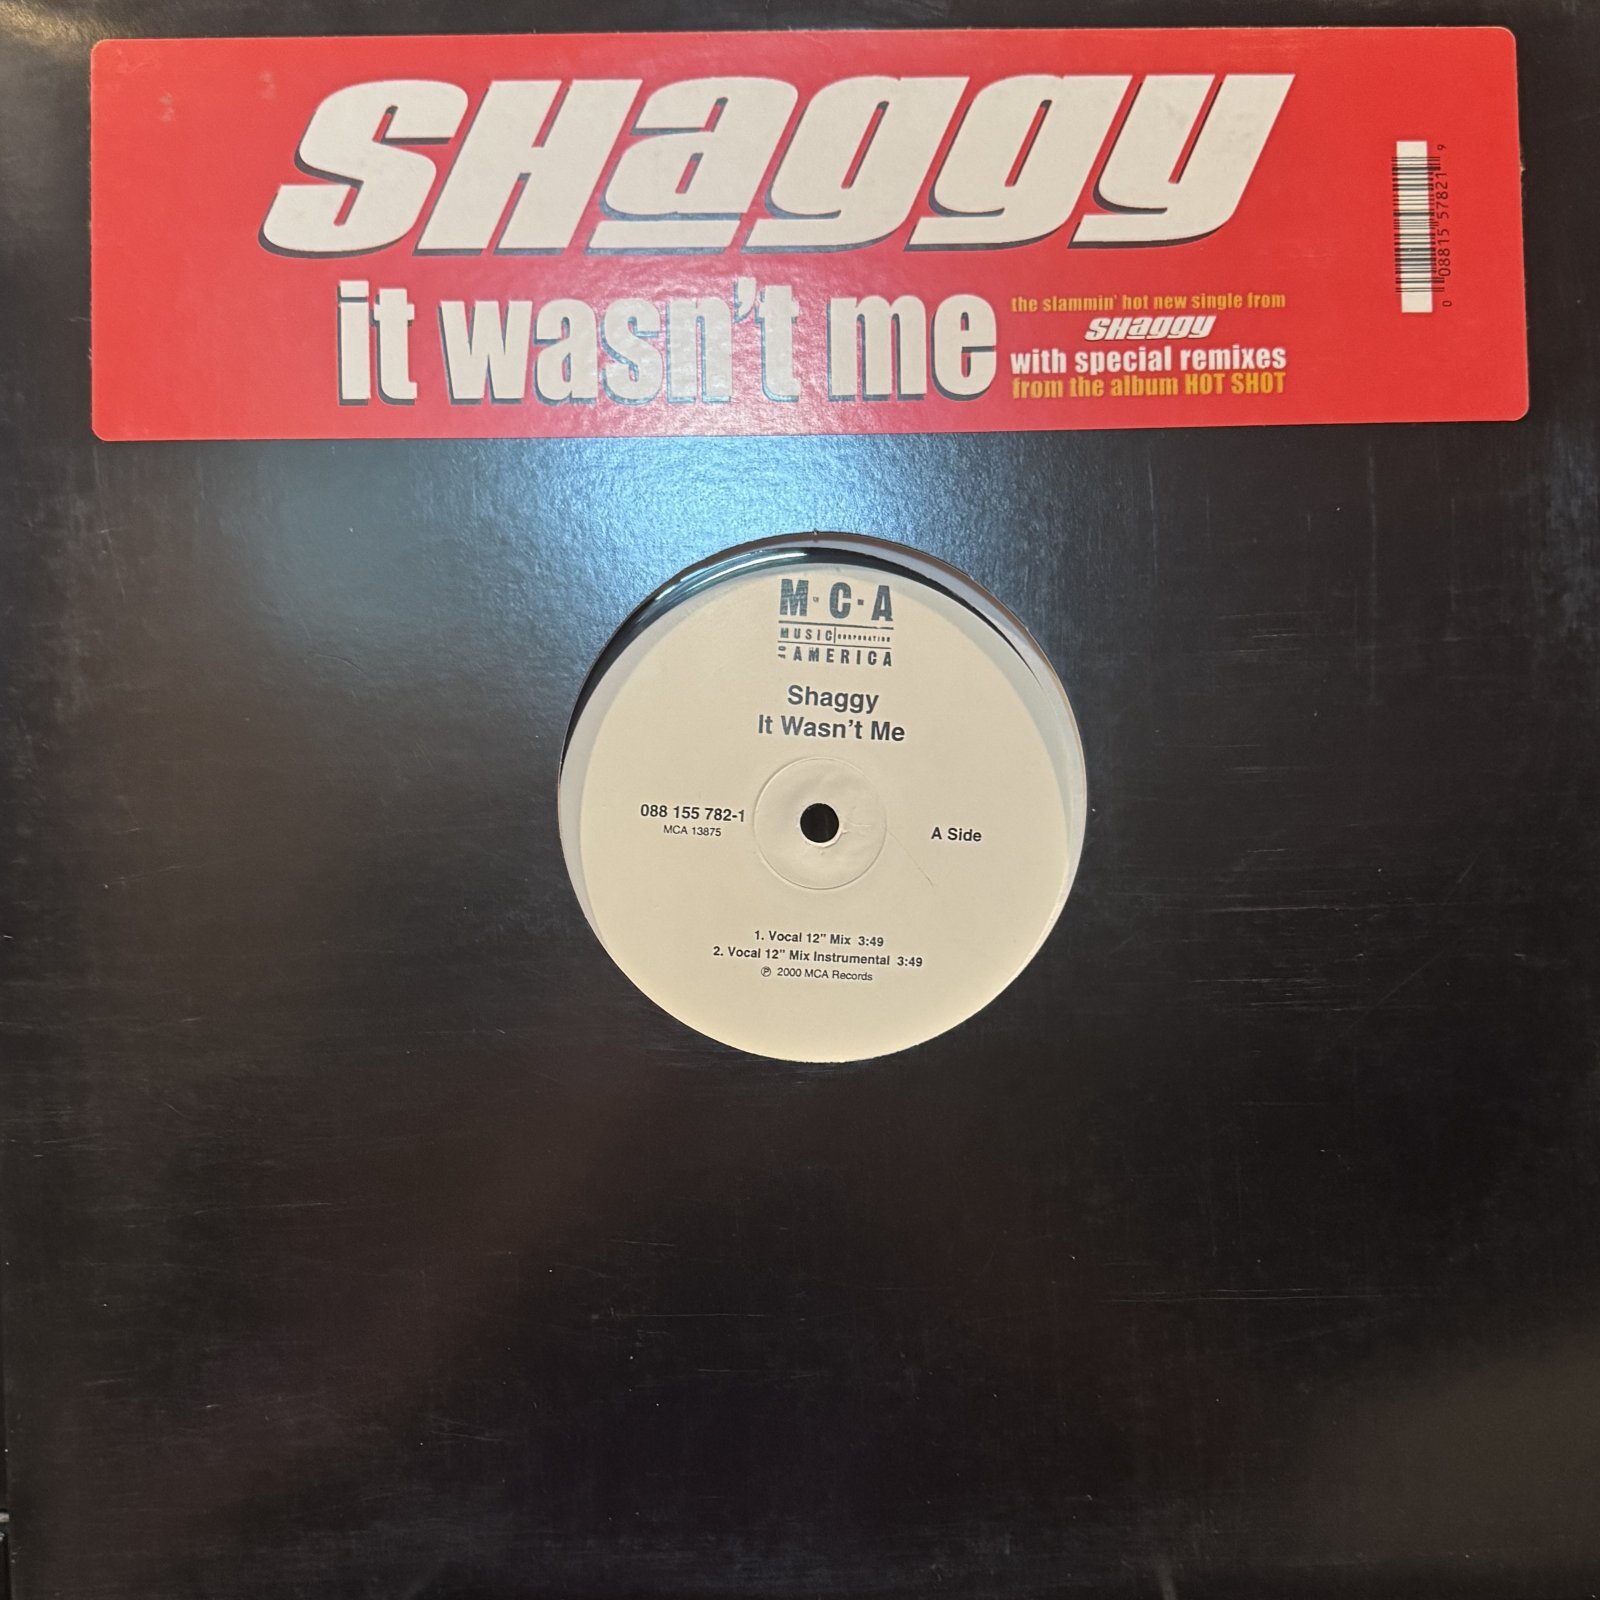 SHaggy
it wasn't me
the slammin' hot new single from
SHaggy
with special remixes
from the album HOT SHOT
0 08815 57821 9
M·C·A
MUSIC CORPORATION
OF AMERICA
Shaggy
It Wasn't Me
088 155 782-1
MCA 13875
A Side
1. Vocal 12" Mix 3:49
2. Vocal 12" Mix Instrumental 3:49
℗ 2000 MCA Records